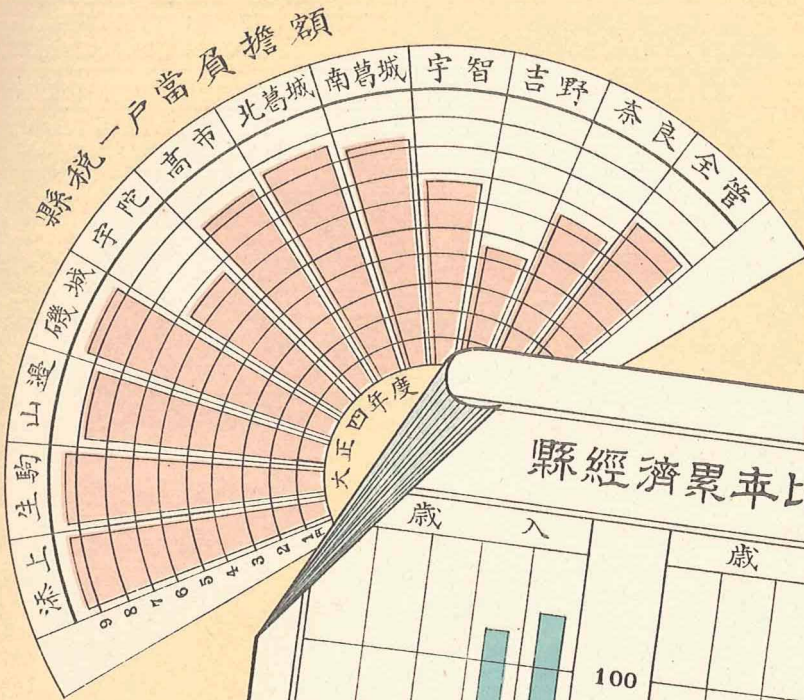 縣税一戸當負擔額
添上
生駒
山邊
磯城
宇陀
高市
北葛城
南葛城
宇智
吉野
奈良
全管
大正四年度
9
8
7
6
5
4
3
2
1円
縣經濟累年比
歳入
歳
100